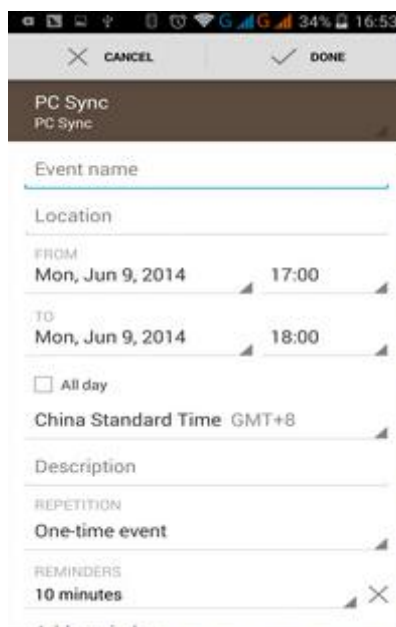 G G 34% 16:53
CANCEL DONE
PC Sync
PC Sync
Event name
Location
FROM
Mon, Jun 9, 2014 17:00
TO
Mon, Jun 9, 2014 18:00
All day
China Standard Time GMT+8
Description
REPETITION
One-time event
REMINDERS
10 minutes